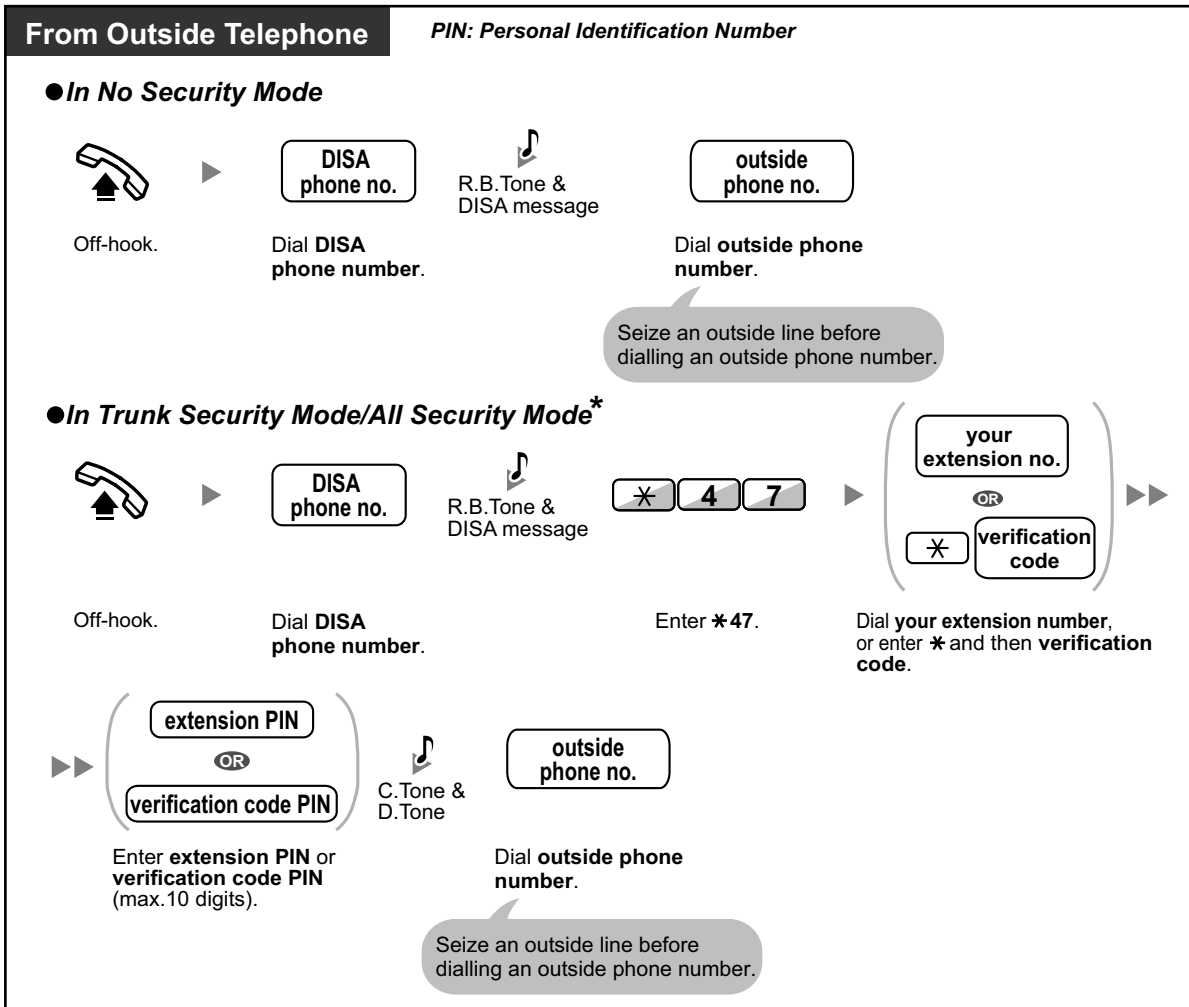 From Outside Telephone
PIN: Personal Identification Number
●In No Security Mode
DISA
phone no.
R.B.Tone &
DISA message
outside
phone no.
Off-hook.
Dial DISA
phone number.
Dial outside phone
number.
Seize an outside line before
dialling an outside phone number.
●In Trunk Security Mode/All Security Mode*
DISA
phone no.
R.B.Tone &
DISA message
* 4 7
your
extension no.
OR
* verification
code
Off-hook.
Dial DISA
phone number.
Enter *47.
Dial your extension number,
or enter * and then verification
code.
extension PIN
OR
verification code PIN
C.Tone &
D.Tone
outside
phone no.
Enter extension PIN or
verification code PIN
(max.10 digits).
Dial outside phone
number.
Seize an outside line before
dialling an outside phone number.